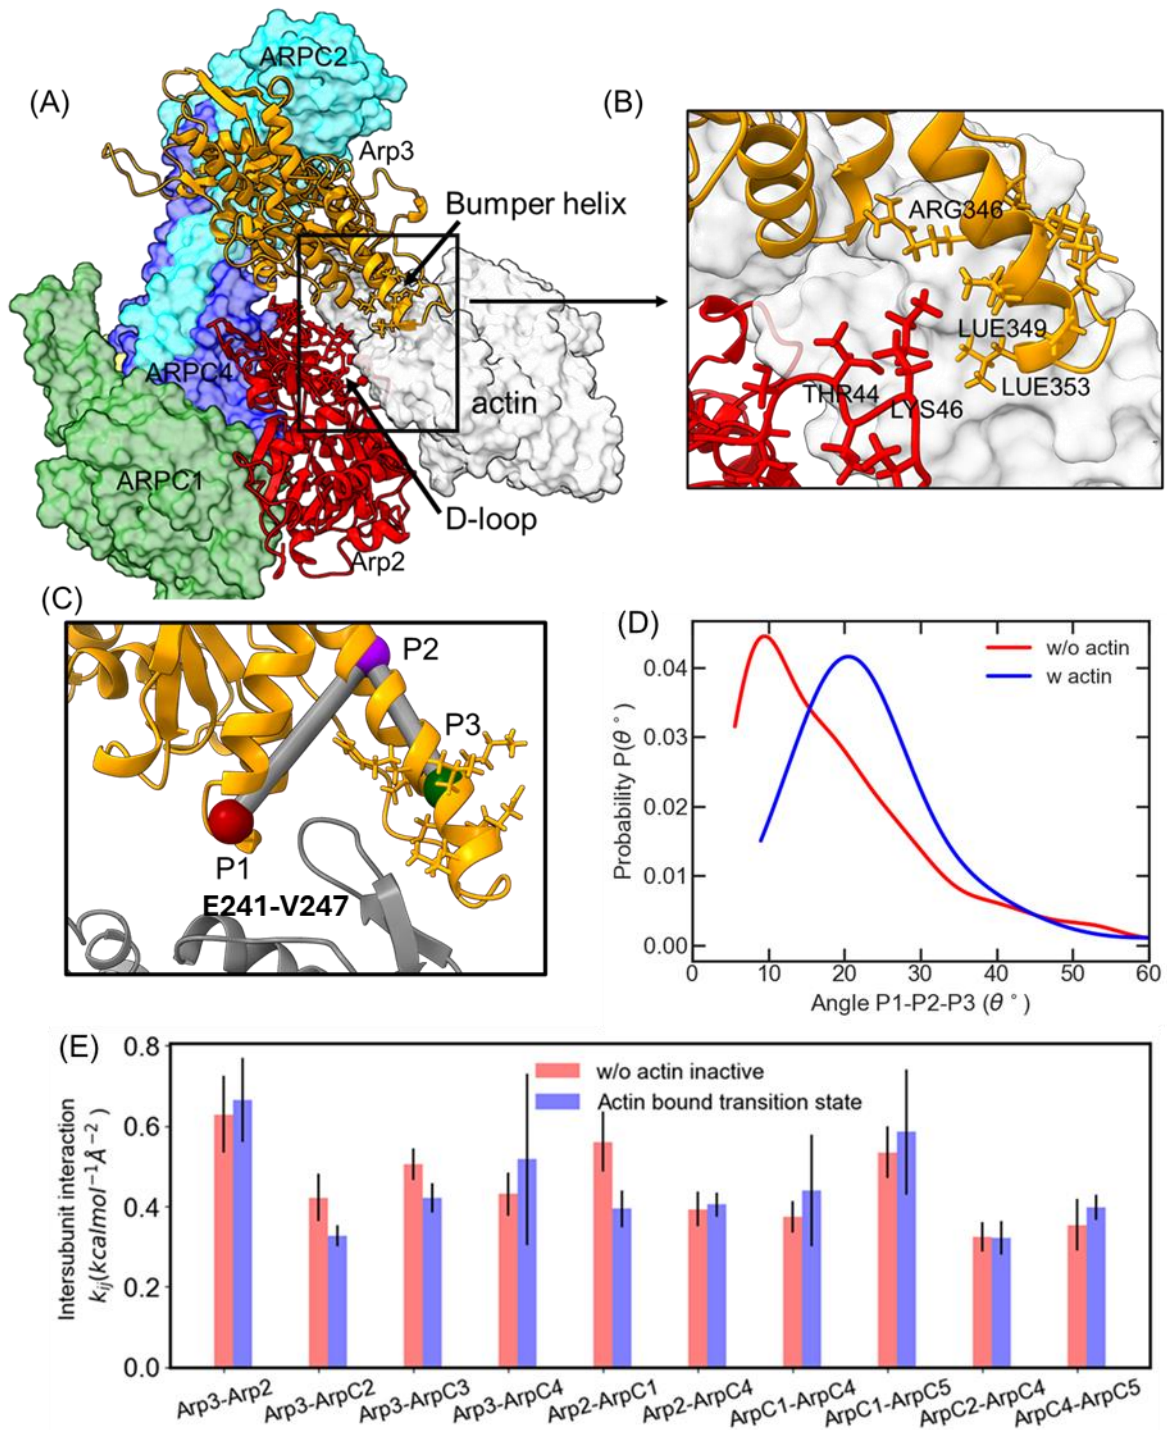 (A)
ARPC2
Arp3
Bumper helix
ARPC4
actin
ARPC1
D-loop
Arp2
(B)
ARG346
LUE349
LUE353
THR44
LYS46
(C)
P2
P3
P1
E241-V247
(D)
w/o actin
w actin
0.04
0.03
0.02
0.01
0.00
Probability P(θ°)
0 10 20 30 40 50 60
Angle P1-P2-P3 (θ°)
(E)
0.8
0.6
0.4
0.2
0.0
Intersubunit interaction
k_ij(kcalmol⁻¹Å⁻²)
w/o actin inactive
Actin bound transition state
Arp3-Arp2
Arp3-ArpC2
Arp3-ArpC3
Arp3-ArpC4
Arp2-ArpC1
Arp2-ArpC4
ArpC1-ArpC4
ArpC1-ArpC5
ArpC2-ArpC4
ArpC4-ArpC5